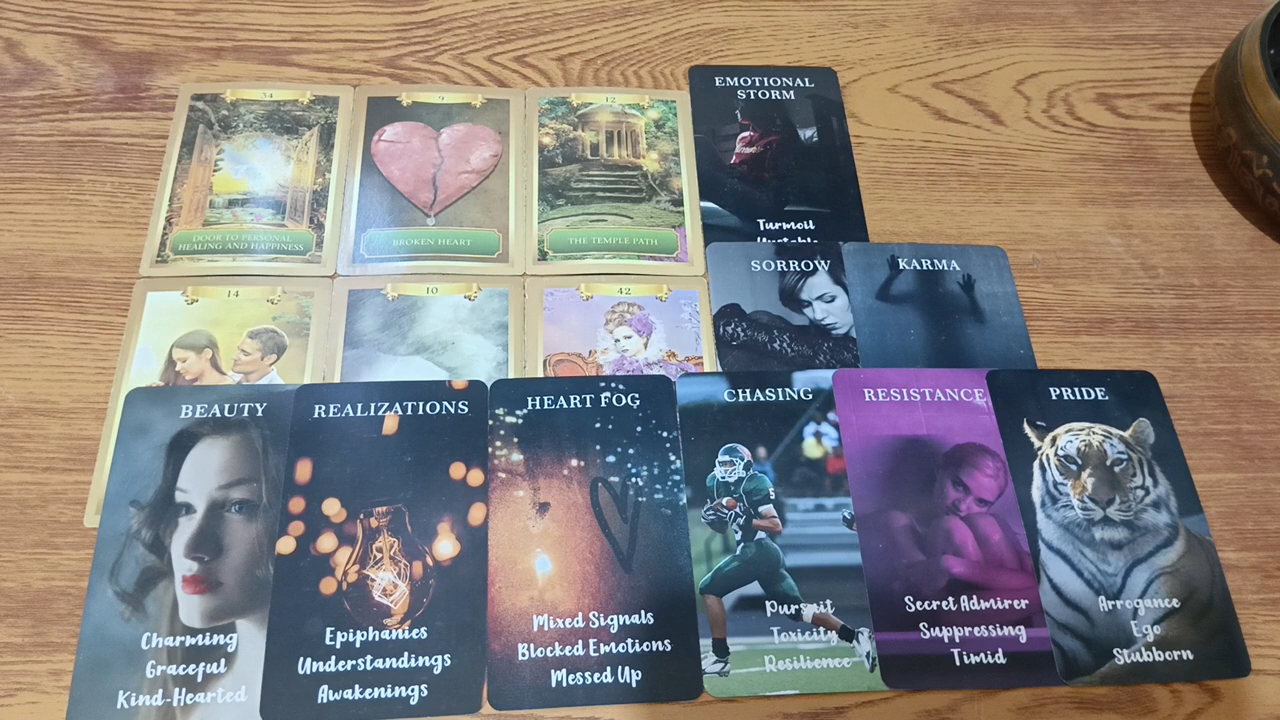 34
DOOR TO PERSONAL
HEALING AND HAPPINESS
9
BROKEN HEART
12
THE TEMPLE PATH
EMOTIONAL
STORM
Turmoil
Unstable
14
10
42
SORROW
KARMA
BEAUTY
Charming
Graceful
Kind-Hearted
REALIZATIONS
Epiphanies
Understandings
Awakenings
HEART FOG
Mixed Signals
Blocked Emotions
Messed Up
CHASING
5
Pursuit
Toxicity
Resilience
RESISTANCE
Secret Admirer
Suppressing
Timid
PRIDE
Arrogance
Ego
Stubborn